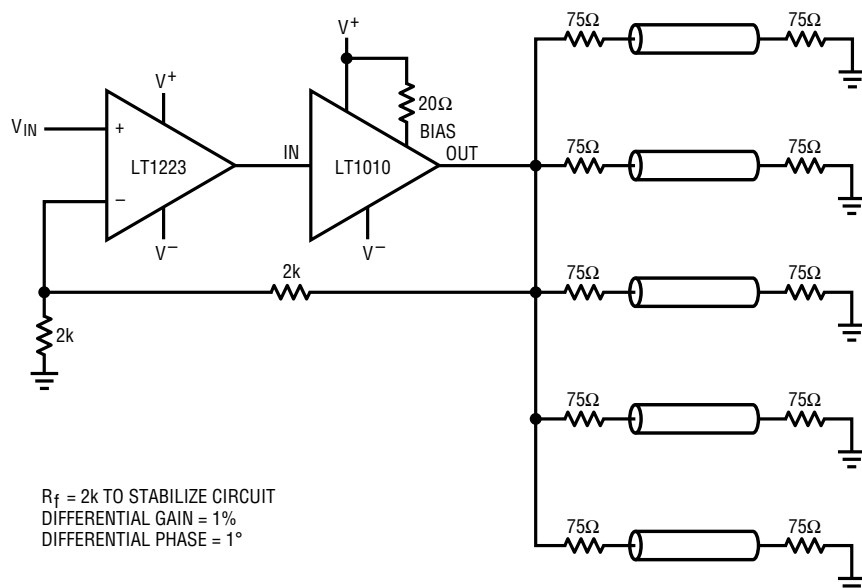 V+
75Ω 75Ω
V+
20Ω
BIAS
VIN
+
LT1223
IN
LT1010
OUT
75Ω 75Ω
−
V−
V−
2k
75Ω 75Ω
2k
75Ω 75Ω
Rf = 2k TO STABILIZE CIRCUIT
DIFFERENTIAL GAIN = 1%
DIFFERENTIAL PHASE = 1°
75Ω 75Ω